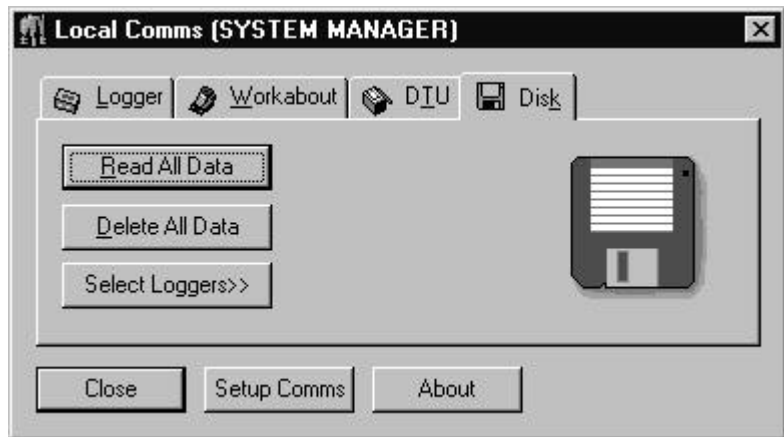 Local Comms (SYSTEM MANAGER)
Logger Workabout DTU Disk
Read All Data
Delete All Data
Select Loggers>>
Close Setup Comms About